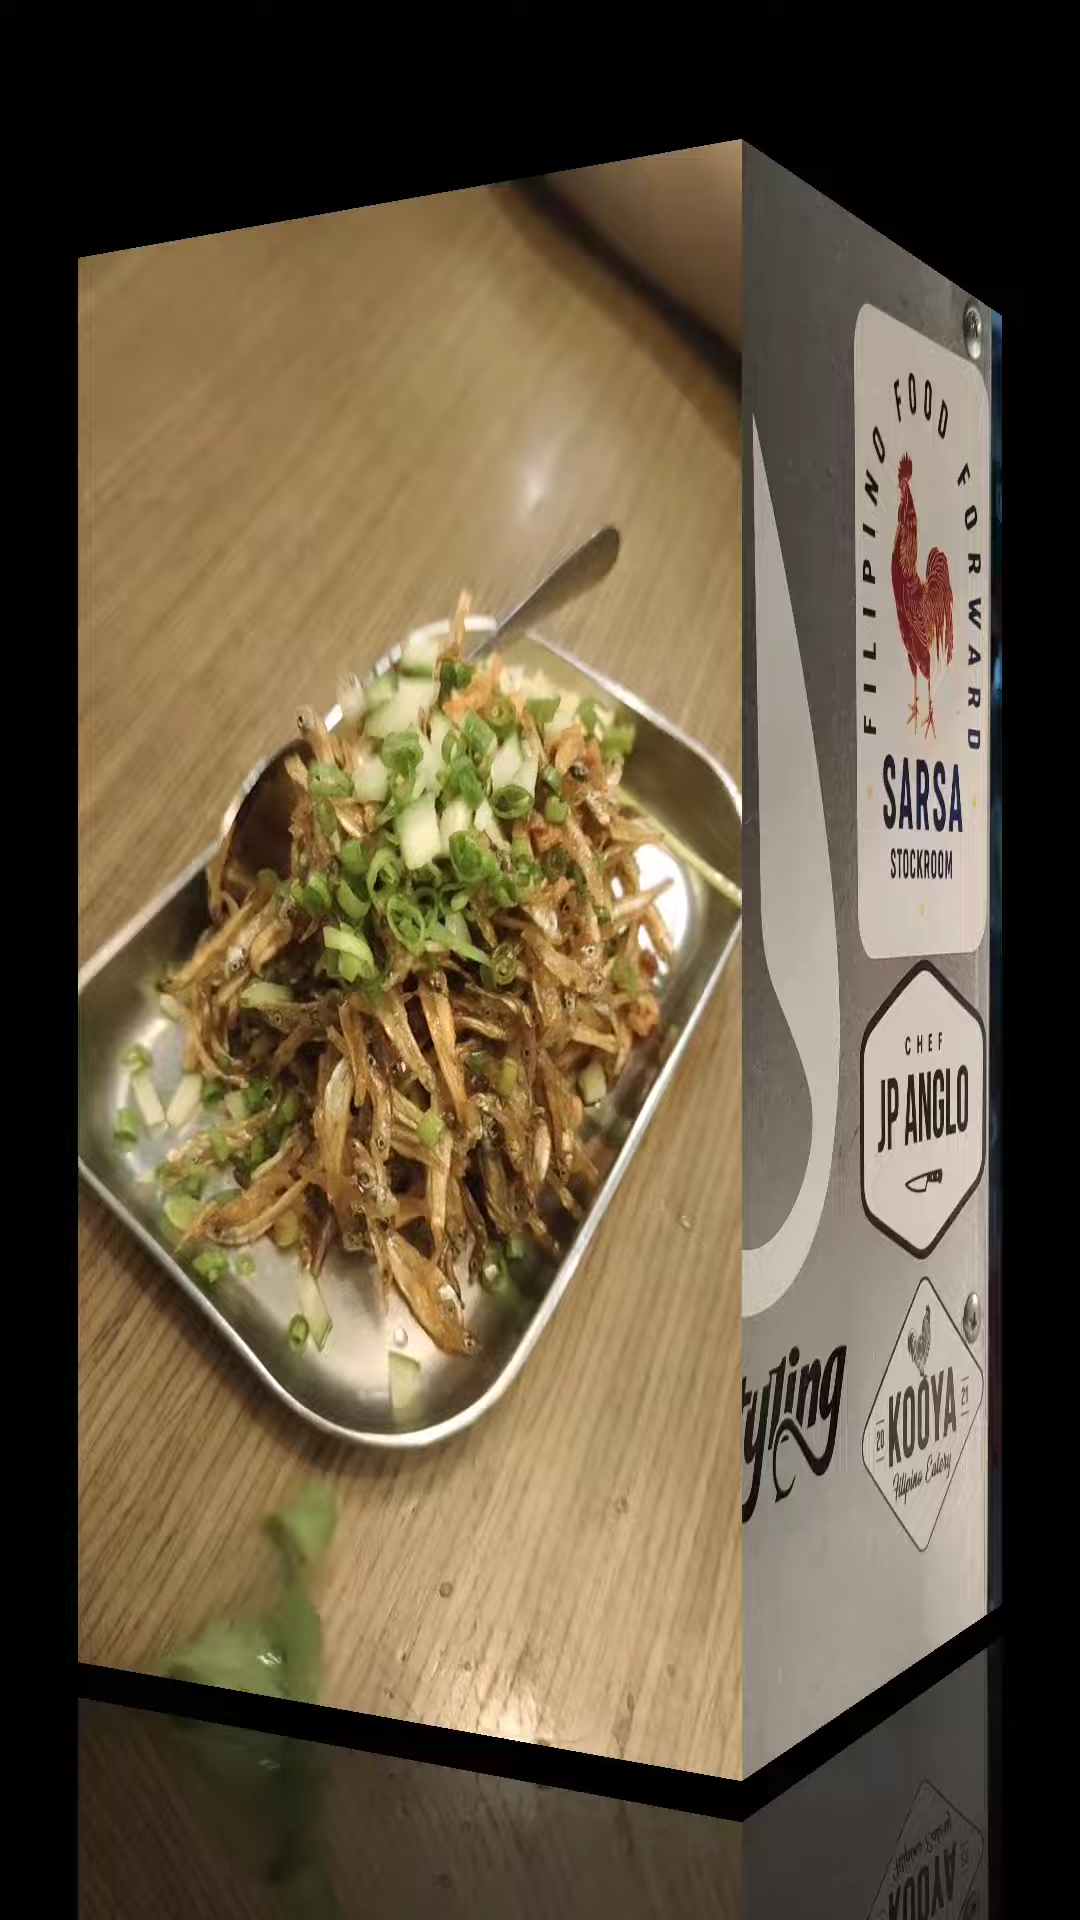 FILIPINO FOOD FORWARD
SARSA
STOCKROOM
CHEF
JP ANGLO
tyling
20 KOOYA 21
Filipino Eatery